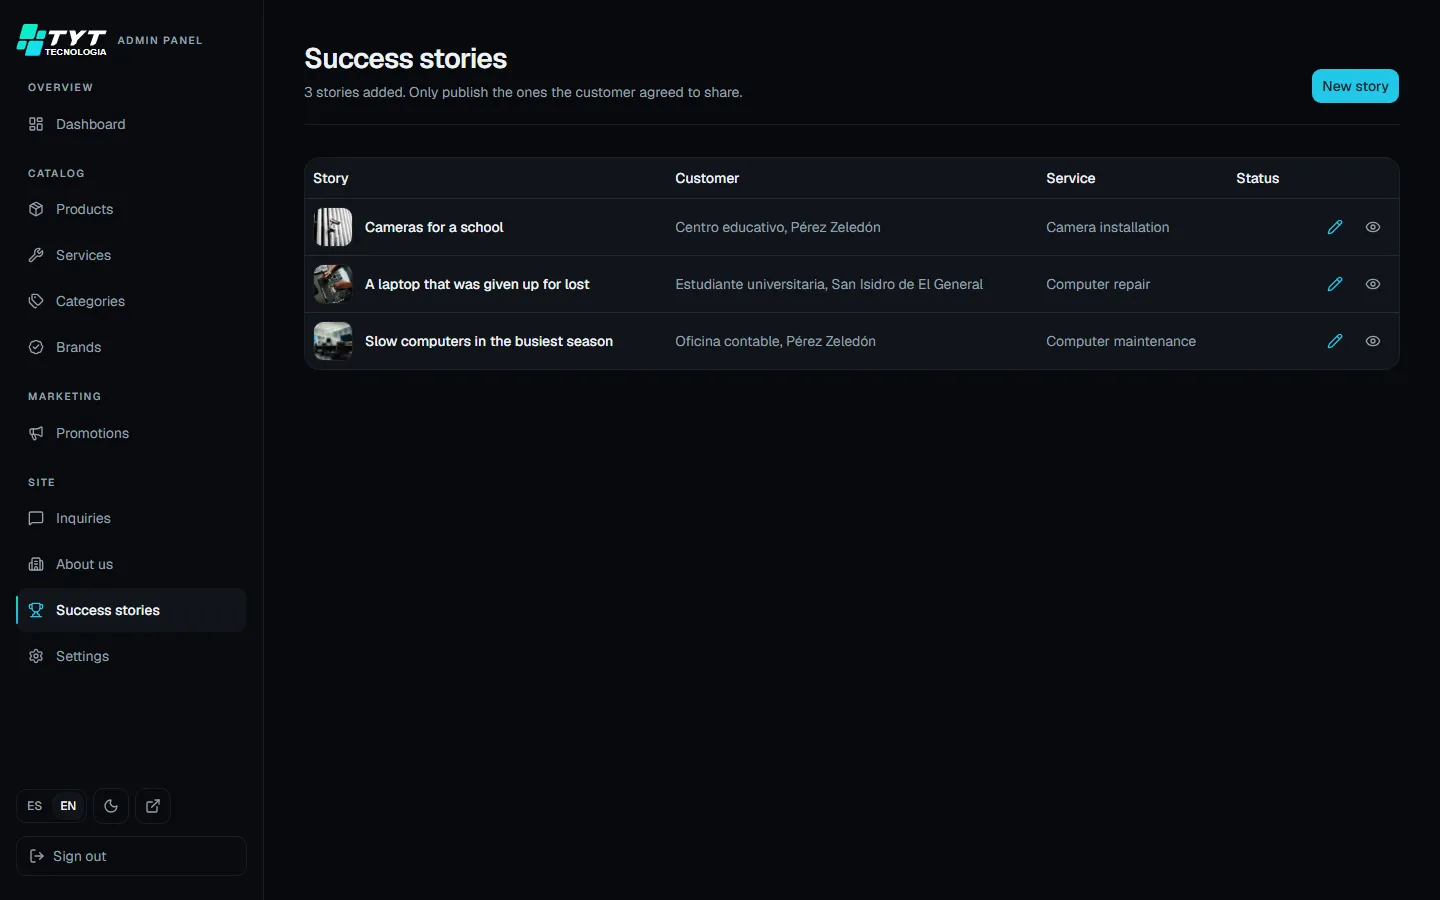 TYT
TECNOLOGIA
ADMIN PANEL
OVERVIEW
Dashboard
CATALOG
Products
Services
Categories
Brands
MARKETING
Promotions
SITE
Inquiries
About us
Success stories
Settings
ES EN
Sign out
Success stories
3 stories added. Only publish the ones the customer agreed to share.
New story
Story Customer Service Status
Cameras for a school Centro educativo, Pérez Zeledón Camera installation
A laptop that was given up for lost Estudiante universitaria, San Isidro de El General Computer repair
Slow computers in the busiest season Oficina contable, Pérez Zeledón Computer maintenance